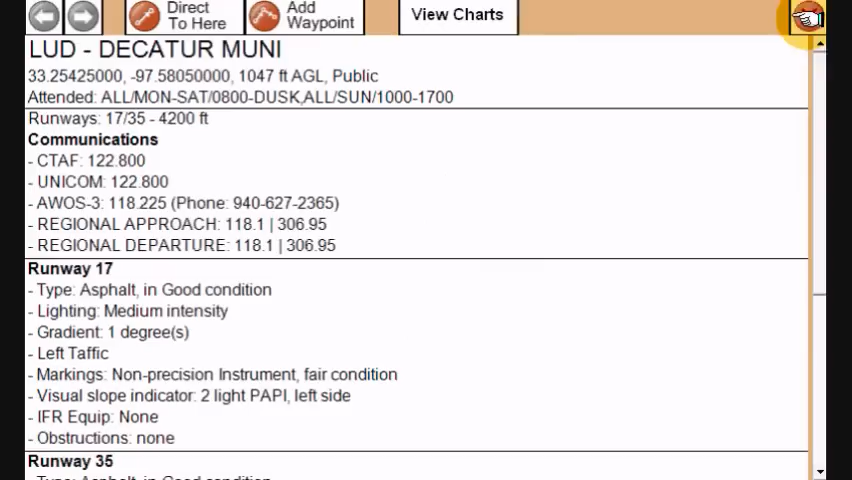 Direct
To Here
Add
Waypoint
View Charts
LUD - DECATUR MUNI
33.25425000, -97.58050000, 1047 ft AGL, Public
Attended: ALL/MON-SAT/0800-DUSK,ALL/SUN/1000-1700
Runways: 17/35 - 4200 ft
Communications
- CTAF: 122.800
- UNICOM: 122.800
- AWOS-3: 118.225 (Phone: 940-627-2365)
- REGIONAL APPROACH: 118.1 | 306.95
- REGIONAL DEPARTURE: 118.1 | 306.95
Runway 17
- Type: Asphalt, in Good condition
- Lighting: Medium intensity
- Gradient: 1 degree(s)
- Left Taffic
- Markings: Non-precision Instrument, fair condition
- Visual slope indicator: 2 light PAPI, left side
- IFR Equip: None
- Obstructions: none
Runway 35
- Type: Asphalt, in Good condition